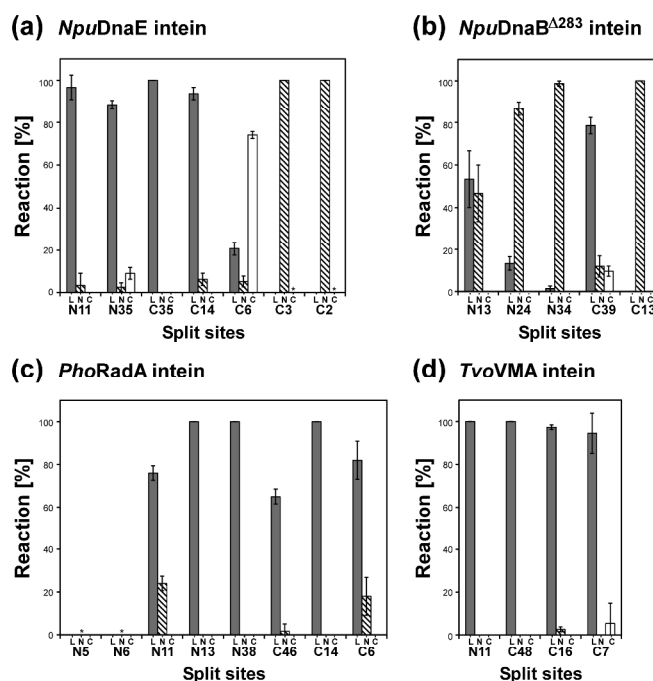 (a) NpuDnaE intein
100
80
60
40
20
0
Reaction [%]
* *
L N C L N C L N C L N C L N C L N C L N C
N11 N35 C35 C14 C6 C3 C2
Split sites
(b) NpuDnaBΔ283 intein
100
80
60
40
20
0
Reaction [%]
L N C L N C L N C L N C L N C
N13 N24 N34 C39 C13
Split sites
(c) PhoRadA intein
100
80
60
40
20
0
Reaction [%]
* *
L N C L N C L N C L N C L N C L N C L N C L N C
N5 N6 N11 N13 N38 C46 C14 C6
Split sites
(d) TvoVMA intein
100
80
60
40
20
0
Reaction [%]
L N C L N C L N C L N C
N11 C48 C16 C7
Split sites